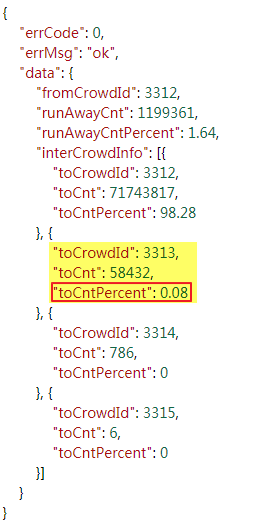 {
"errCode": 0,
"errMsg": "ok",
"data": {
"fromCrowdId": 3312,
"runAwayCnt": 1199361,
"runAwayCntPercent": 1.64,
"interCrowdInfo": [{
"toCrowdId": 3312,
"toCnt": 71743817,
"toCntPercent": 98.28
}, {
"toCrowdId": 3313,
"toCnt": 58432,
"toCntPercent": 0.08
}, {
"toCrowdId": 3314,
"toCnt": 786,
"toCntPercent": 0
}, {
"toCrowdId": 3315,
"toCnt": 6,
"toCntPercent": 0
}]
}
}